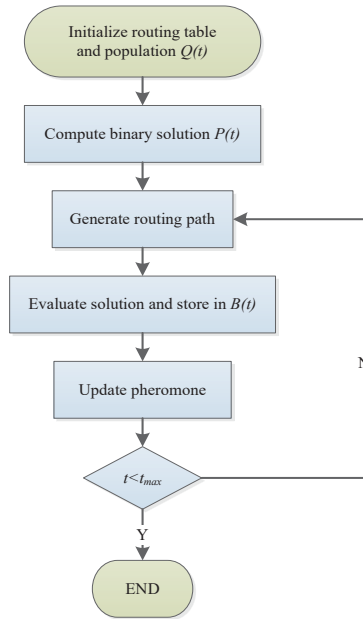 Initialize routing table
and population Q(t)
Compute binary solution P(t)
Generate routing path
Evaluate solution and store in B(t)
Update pheromone
t<tmax
Y
END